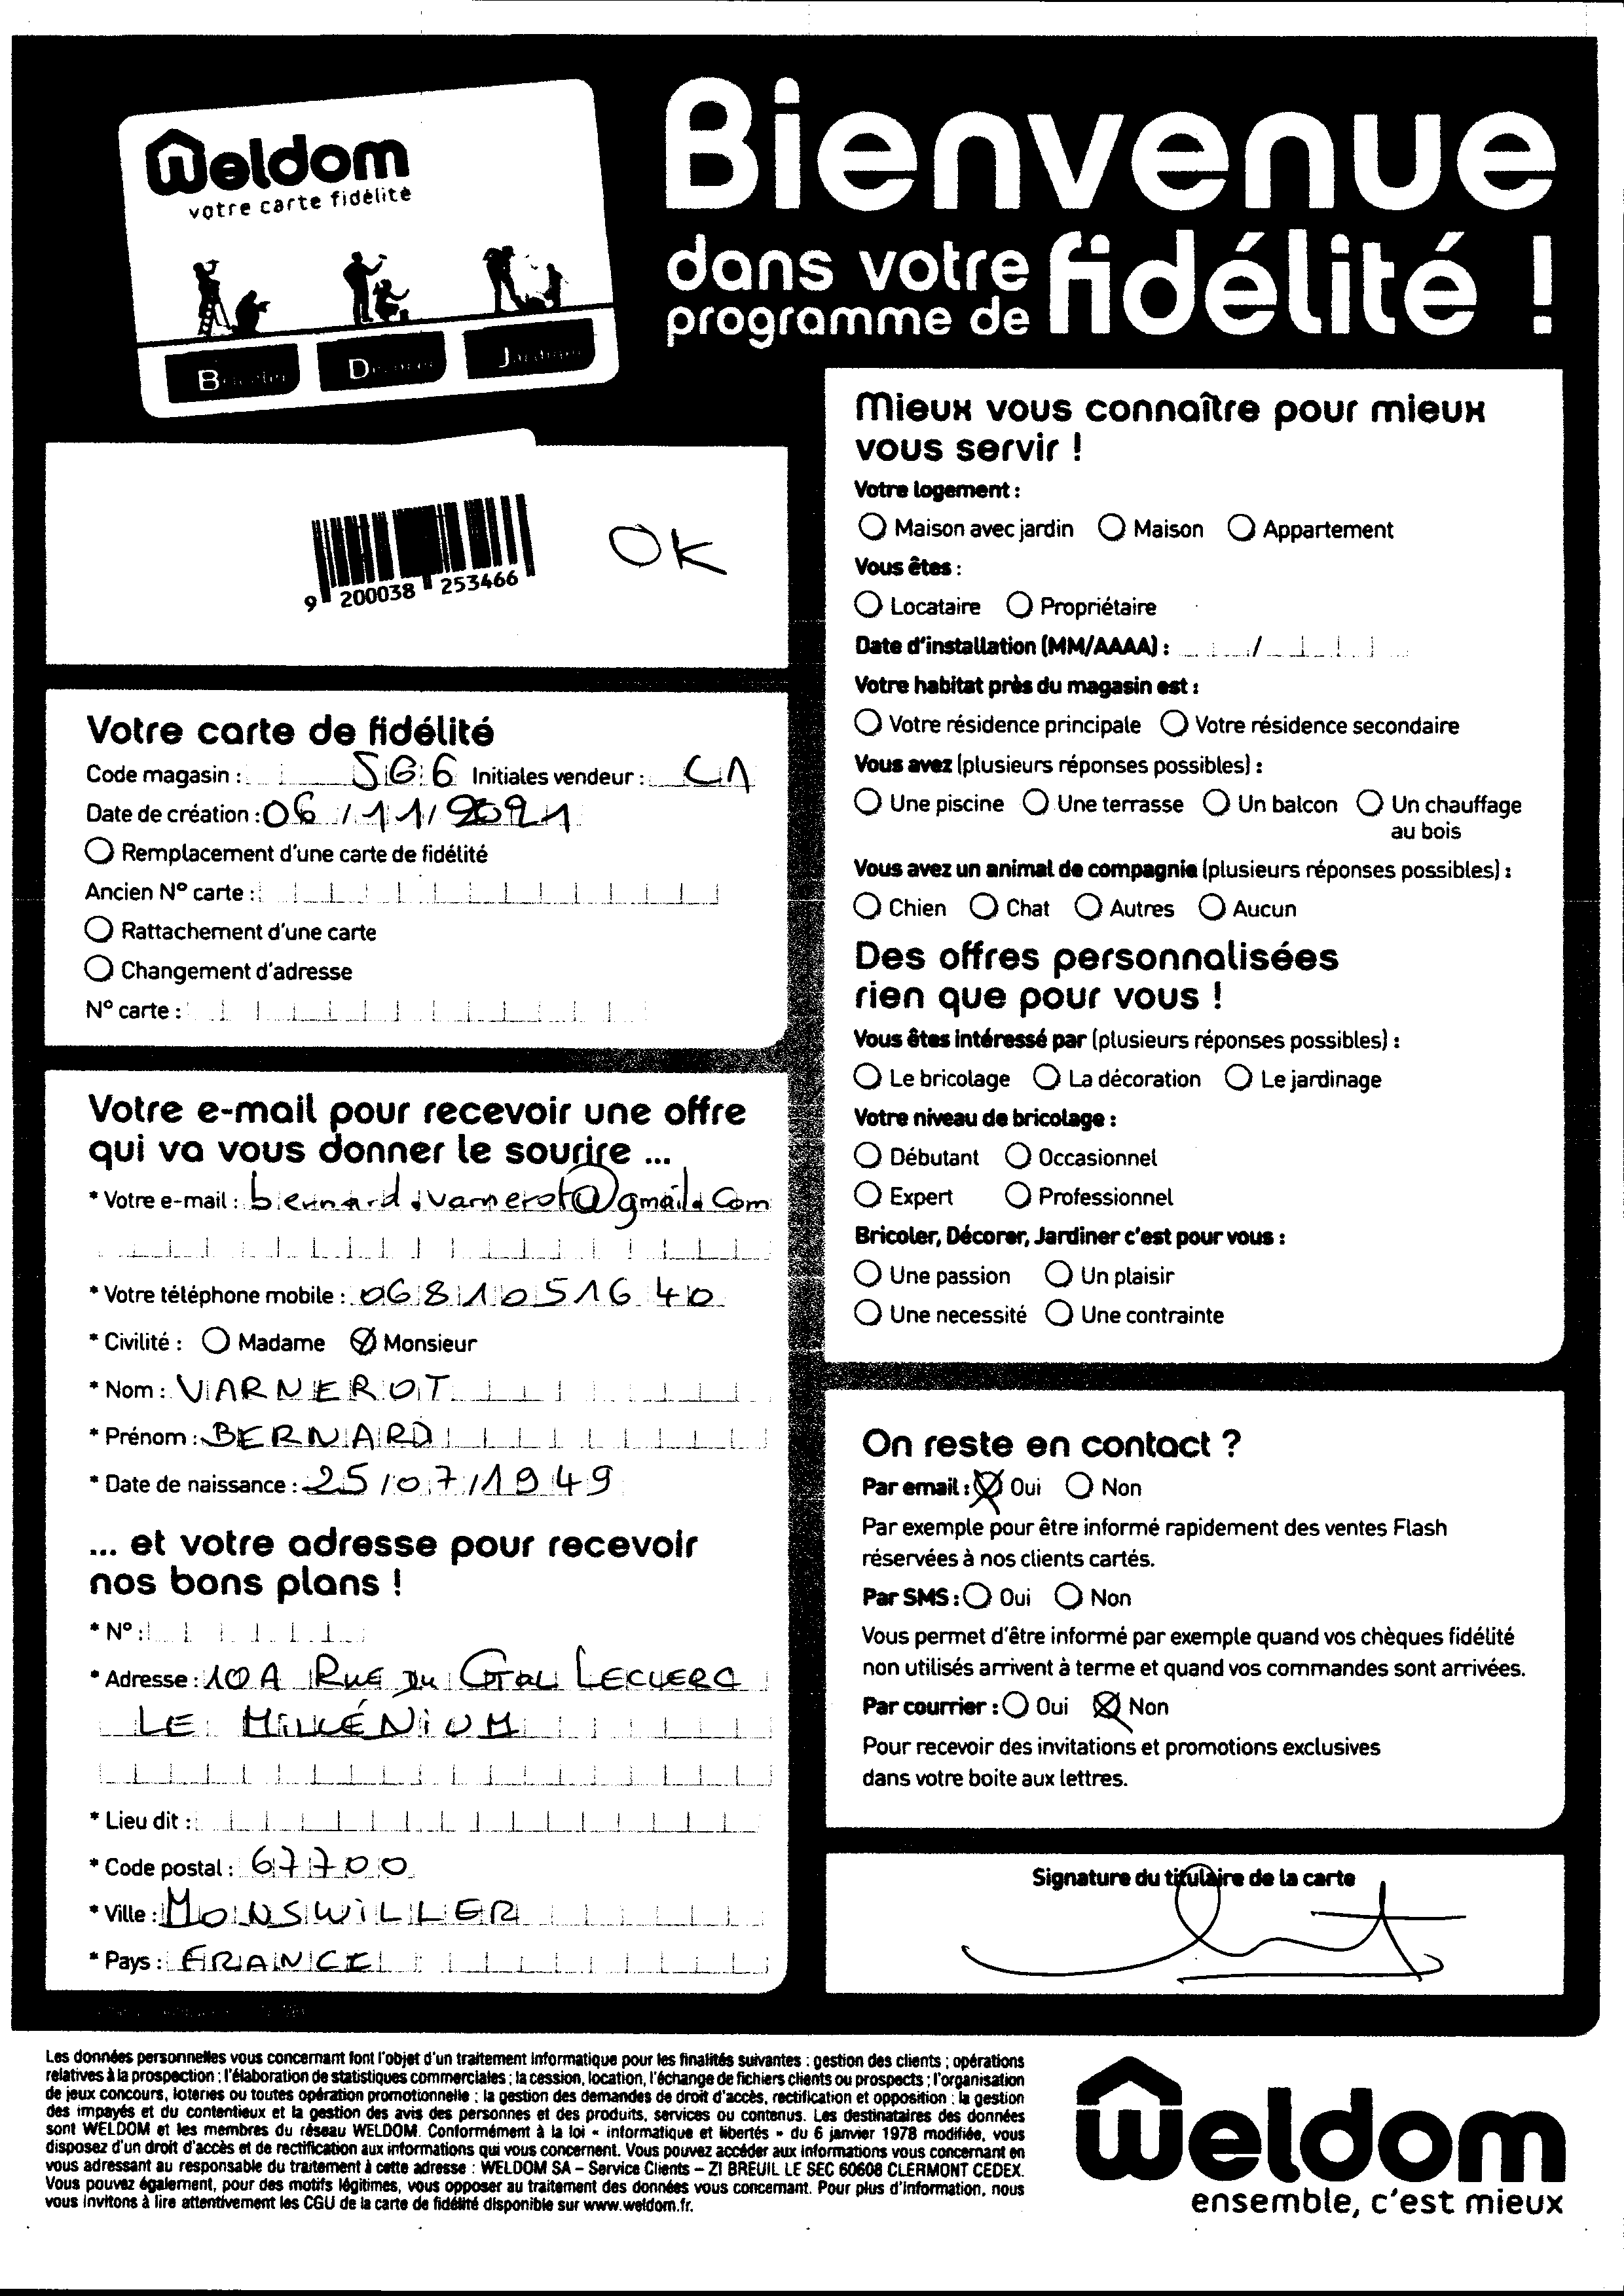 Weldom
votre carte fidélité
Bricoler Décorer Jardiner
Bienvenue
dans votre
programme de fidélité !
9 200038 253466
OK
Votre carte de fidélité
Code magasin : SG6 Initiales vendeur : CA
Date de création : 06/11/2021
Remplacement d'une carte de fidélité
Ancien N° carte :
Rattachement d'une carte
Changement d'adresse
N° carte :
Votre e-mail pour recevoir une offre
qui va vous donner le sourire ...
* Votre e-mail : bernard.varnerot@gmail.com
* Votre téléphone mobile : 0681051640
* Civilité : Madame Monsieur
* Nom : VARNEROT
* Prénom : BERNARD
* Date de naissance : 25/07/1949
... et votre adresse pour recevoir
nos bons plans !
* N° :
* Adresse : 10A RUE DU GAL LECLERC
LE MILLÉNIUM
* Lieu dit :
* Code postal : 67700
* Ville : MONSWILLER
* Pays : FRANCE
Mieux vous connaître pour mieux
vous servir !
Votre logement :
Maison avec jardin Maison Appartement
Vous êtes :
Locataire Propriétaire
Date d'installation (MM/AAAA) : /
Votre habitat près du magasin est :
Votre résidence principale Votre résidence secondaire
Vous avez (plusieurs réponses possibles) :
Une piscine Une terrasse Un balcon Un chauffage
au bois
Vous avez un animal de compagnie (plusieurs réponses possibles) :
Chien Chat Autres Aucun
Des offres personnalisées
rien que pour vous !
Vous êtes intéressé par (plusieurs réponses possibles) :
Le bricolage La décoration Le jardinage
Votre niveau de bricolage :
Débutant Occasionnel
Expert Professionnel
Bricoler, Décorer, Jardiner c'est pour vous :
Une passion Un plaisir
Une necessité Une contrainte
On reste en contact ?
Par email : Oui Non
Par exemple pour être informé rapidement des ventes Flash
réservées à nos clients cartés.
Par SMS : Oui Non
Vous permet d'être informé par exemple quand vos chèques fidélité
non utilisés arrivent à terme et quand vos commandes sont arrivées.
Par courrier : Oui Non
Pour recevoir des invitations et promotions exclusives
dans votre boite aux lettres.
Signature du titulaire de la carte
Les données personnelles vous concernant font l'objet d'un traitement informatique pour les finalités suivantes : gestion des clients ; opérations
relatives à la prospection ; l'élaboration de statistiques commerciales ; la cession, location, l'échange de fichiers clients ou prospects ; l'organisation
de jeux concours, loteries ou toutes opération promotionnelle ; la gestion des demandes de droit d'accès, rectification et opposition ; la gestion
des impayés et du contentieux et la gestion des avis des personnes et des produits, services ou contenus. Les destinataires des données
sont WELDOM et les membres du réseau WELDOM. Conformément à la loi « informatique et libertés » du 6 janvier 1978 modifiée, vous
disposez d'un droit d'accès et de rectification aux informations qui vous concernent. Vous pouvez accéder aux informations vous concernant en
vous adressant au responsable du traitement à cette adresse : WELDOM SA – Service Clients – ZI BREUIL LE SEC 60608 CLERMONT CEDEX.
Vous pouvez également, pour des motifs légitimes, vous opposer au traitement des données vous concernant. Pour plus d'information, nous
vous invitons à lire attentivement les CGU de la carte de fidélité disponible sur www.weldom.fr.
Weldom
ensemble, c'est mieux